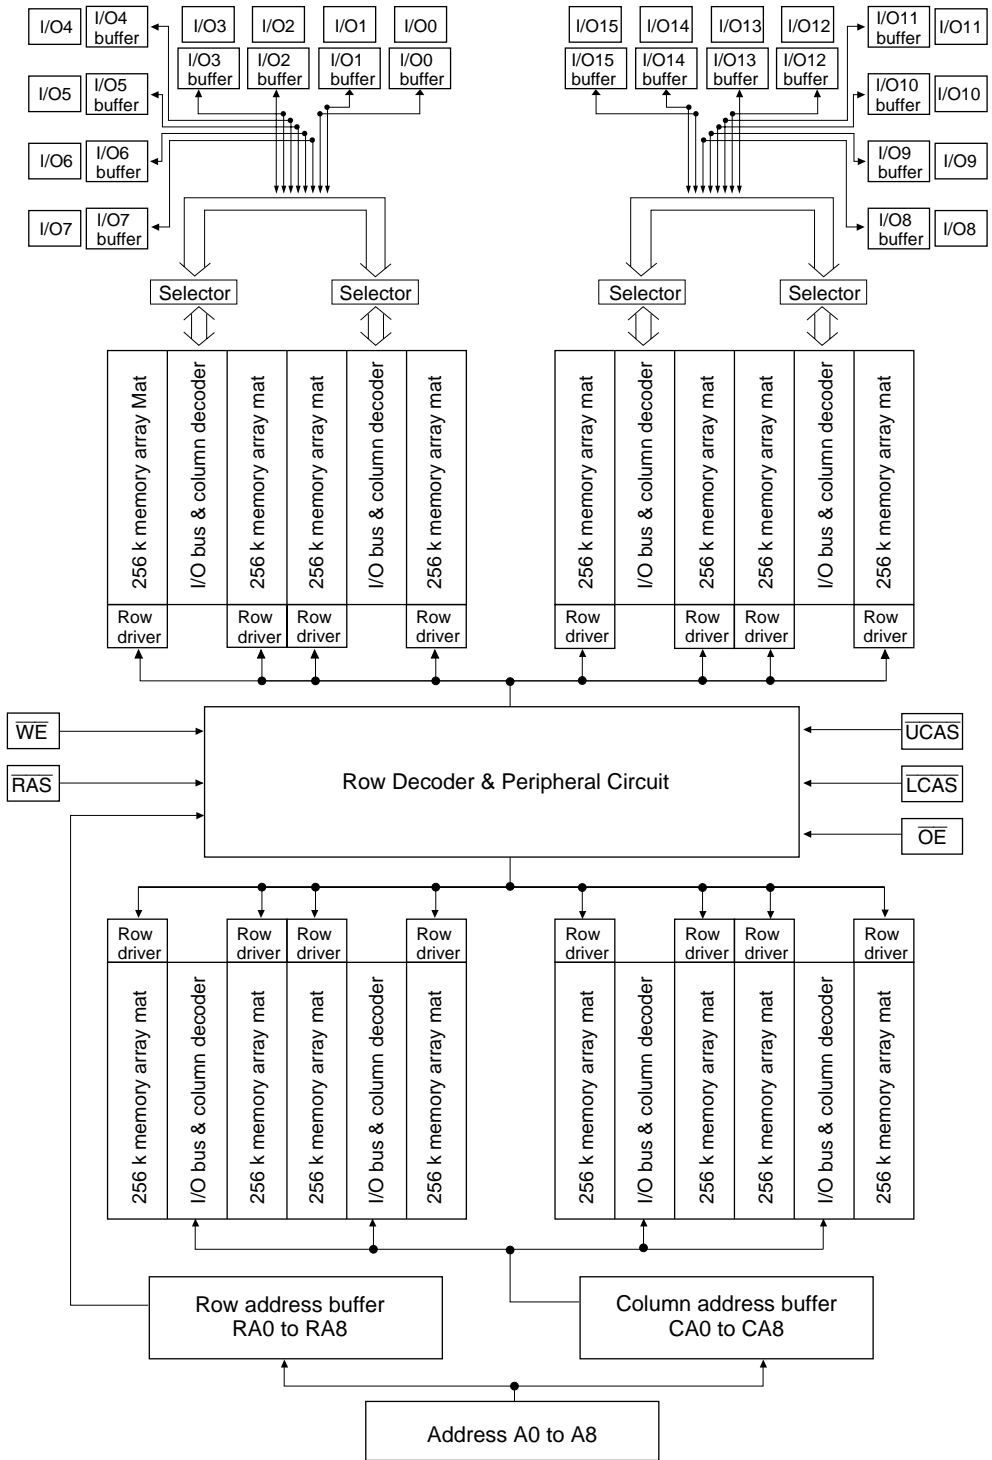 I/O4
I/O4
buffer
I/O3
I/O2
I/O1
I/O0
I/O3
buffer
I/O2
buffer
I/O1
buffer
I/O0
buffer
I/O5
I/O5
buffer
I/O6
I/O6
buffer
I/O7
I/O7
buffer
I/O15
I/O14
I/O13
I/O12
I/O15
buffer
I/O14
buffer
I/O13
buffer
I/O12
buffer
I/O11
buffer
I/O11
I/O10
buffer
I/O10
I/O9
buffer
I/O9
I/O8
buffer
I/O8
Selector
Selector
Selector
Selector
256 k memory array Mat
I/O bus & column decoder
256 k memory array mat
256 k memory array mat
I/O bus & column decoder
256 k memory array mat
256 k memory array mat
I/O bus & column decoder
256 k memory array mat
256 k memory array mat
I/O bus & column decoder
256 k memory array mat
Row
driver
Row
driver
Row
driver
Row
driver
Row
driver
Row
driver
Row
driver
Row
driver
W̅E̅
R̅A̅S̅
Row Decoder & Peripheral Circuit
U̅C̅A̅S̅
L̅C̅A̅S̅
O̅E̅
Row
driver
Row
driver
Row
driver
Row
driver
Row
driver
Row
driver
Row
driver
Row
driver
256 k memory array mat
I/O bus & column decoder
256 k memory array mat
256 k memory array mat
I/O bus & column decoder
256 k memory array mat
256 k memory array mat
I/O bus & column decoder
256 k memory array mat
256 k memory array mat
I/O bus & column decoder
256 k memory array mat
Row address buffer
RA0 to RA8
Column address buffer
CA0 to CA8
Address A0 to A8